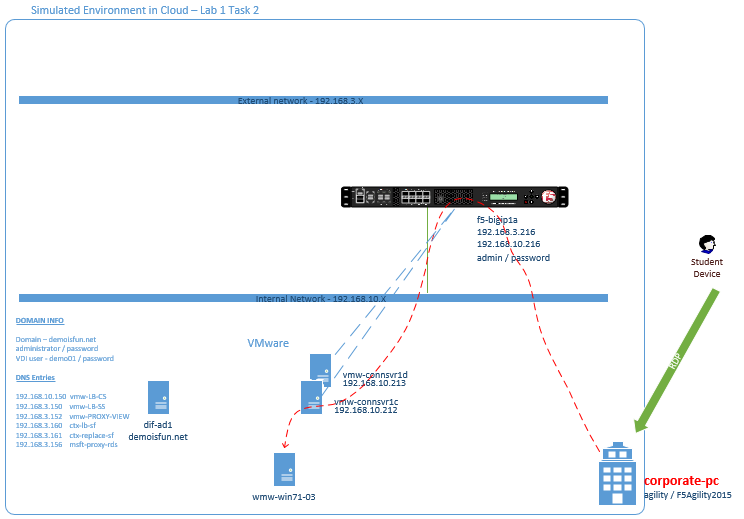 Simulated Environment in Cloud – Lab 1 Task 2
External network - 192.168.3.X
f5
f5-bigip1a
192.168.3.216
192.168.10.216
admin / password
Student
Device
RDP
Internal Network - 192.168.10.X
DOMAIN INFO
Domain – demoisfun.net
administrator / password
VDI user - demo01 / password
DNS Entries
192.168.10.150 vmw-LB-CS
192.168.3.150 vmw-LB-SS
192.168.3.152 vmw-PROXY-VIEW
192.168.3.160 ctx-lb-sf
192.168.3.161 ctx-replace-sf
192.168.3.156 msft-proxy-rds
VMware
vmw-connsvr1d
192.168.10.213
vmw-connsvr1c
192.168.10.212
dif-ad1
demoisfun.net
wmw-win71-03
corporate-pc
agility / F5Agility2015